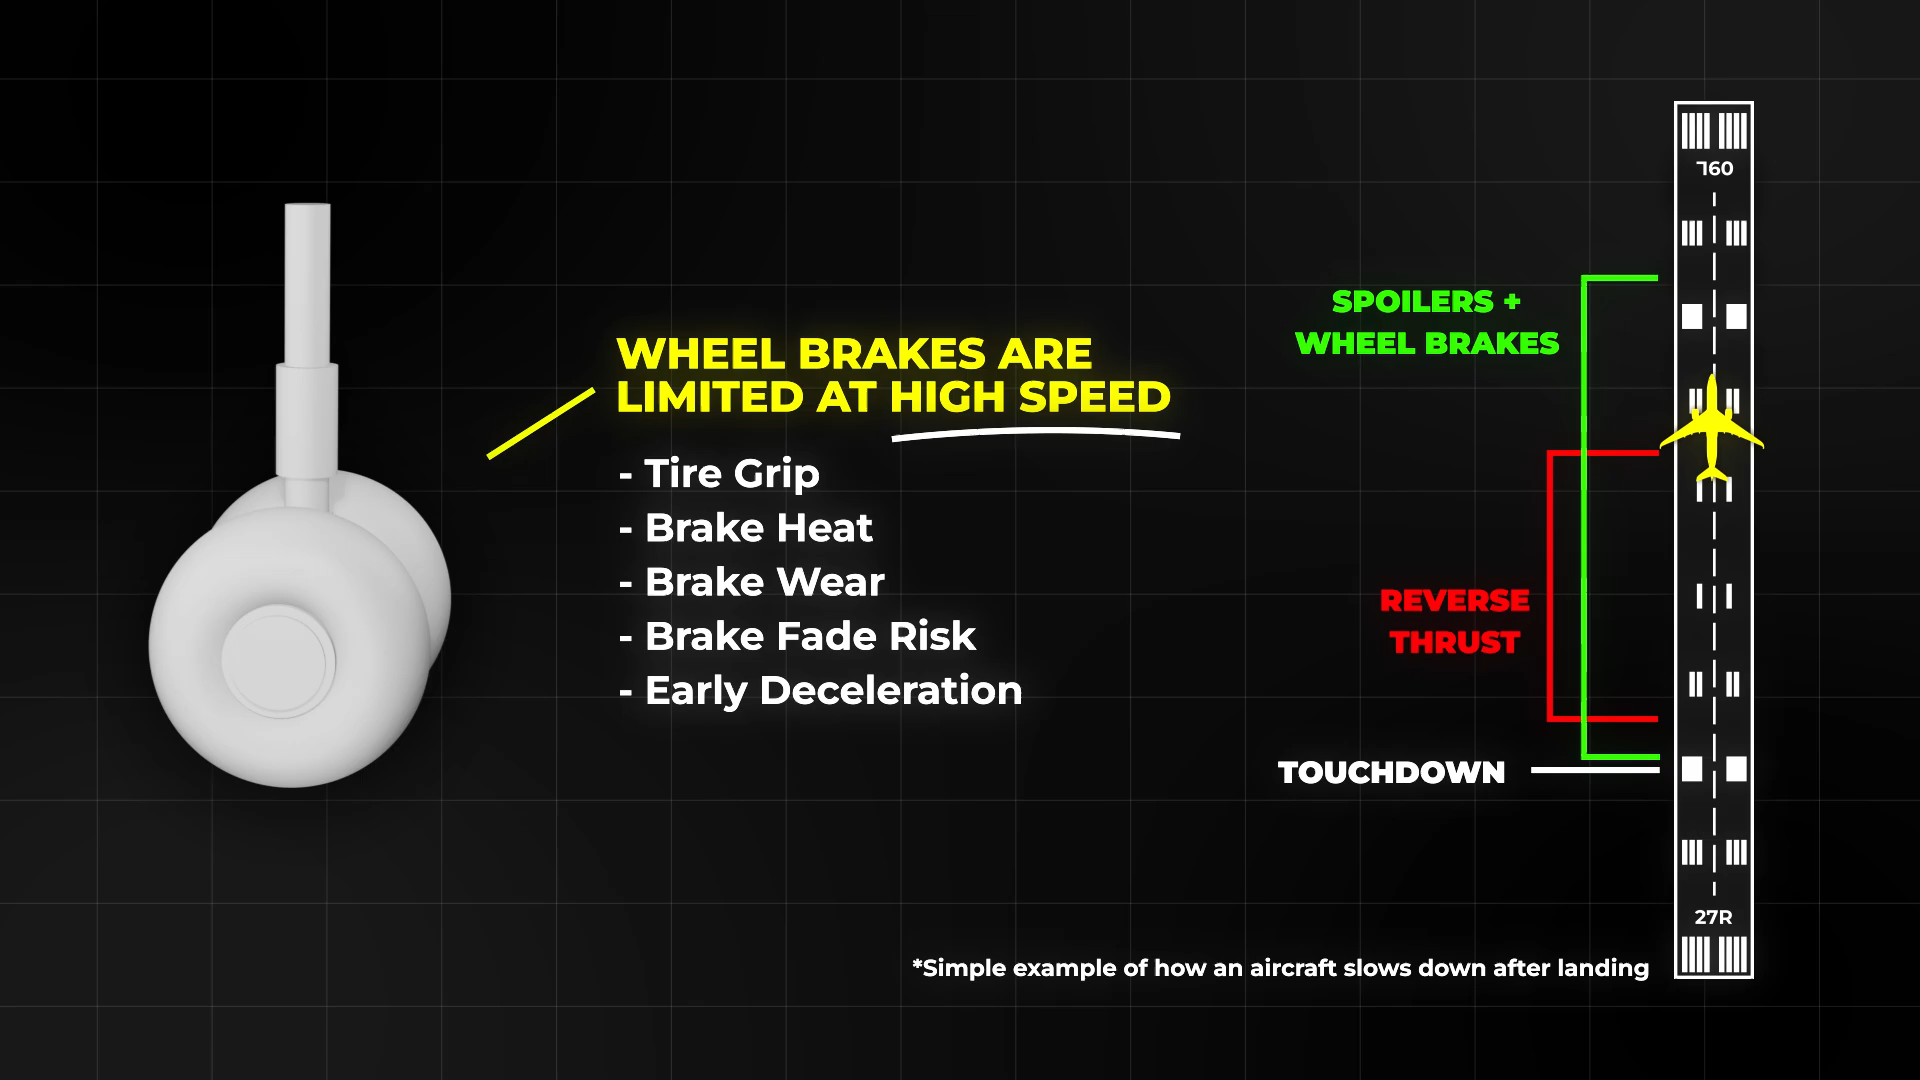 WHEEL BRAKES ARE
LIMITED AT HIGH SPEED
- Tire Grip
- Brake Heat
- Brake Wear
- Brake Fade Risk
- Early Deceleration
SPOILERS +
WHEEL BRAKES
REVERSE
THRUST
TOUCHDOWN
09L
27R
*Simple example of how an aircraft slows down after landing